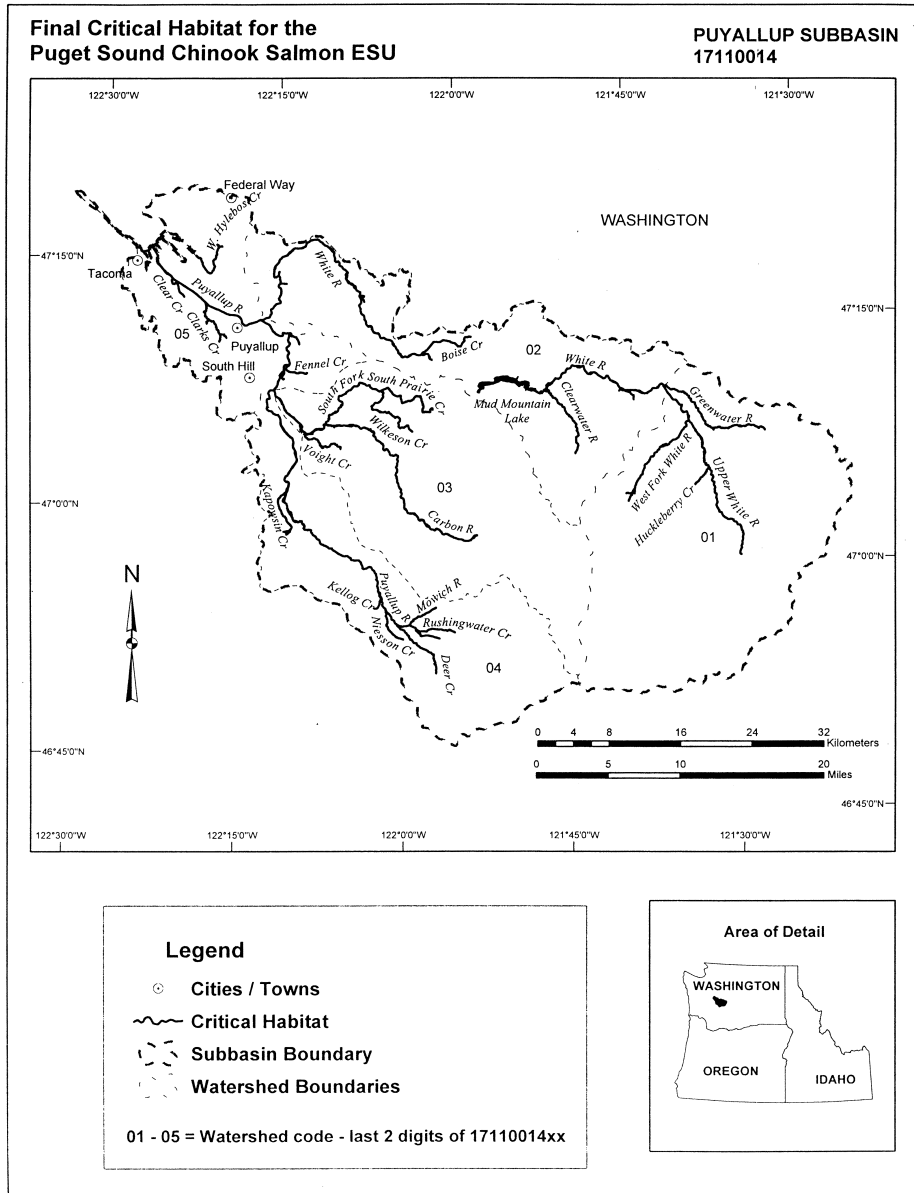 Final Critical Habitat for the
Puget Sound Chinook Salmon ESU
PUYALLUP SUBBASIN
17110014
122°30'0"W
122°15'0"W
122°0'0"W
121°45'0"W
121°30'0"W
Federal Way
W. Hylebos Cr
WASHINGTON
47°15'0"N
Tacoma
White R
47°15'0"N
Clear Cr
Puyallup R
Clarks Cr
05
Puyallup
Boise Cr
02
South Hill
Fennel Cr
White R
South Fork South Prairie Cr
Mud Mountain
Lake
Clearwater R
Greenwater R
Wilkeson Cr
Voight Cr
West Fork White R
Upper White R
03
Huckleberry Cr
47°0'0"N
Kapowsin Cr
Carbon R
01
47°0'0"N
N
Kellog Cr
Puyallup R
Mowich R
Rushingwater Cr
Niesson Cr
Deer Cr
04
0 4 8 16 24 32
Kilometers
46°45'0"N
0 5 10 20
Miles
46°45'0"N
122°30'0"W
122°15'0"W
122°0'0"W
121°45'0"W
121°30'0"W
Legend
Cities / Towns
Critical Habitat
Subbasin Boundary
Watershed Boundaries
01 - 05 = Watershed code - last 2 digits of 17110014xx
Area of Detail
WASHINGTON
OREGON
IDAHO